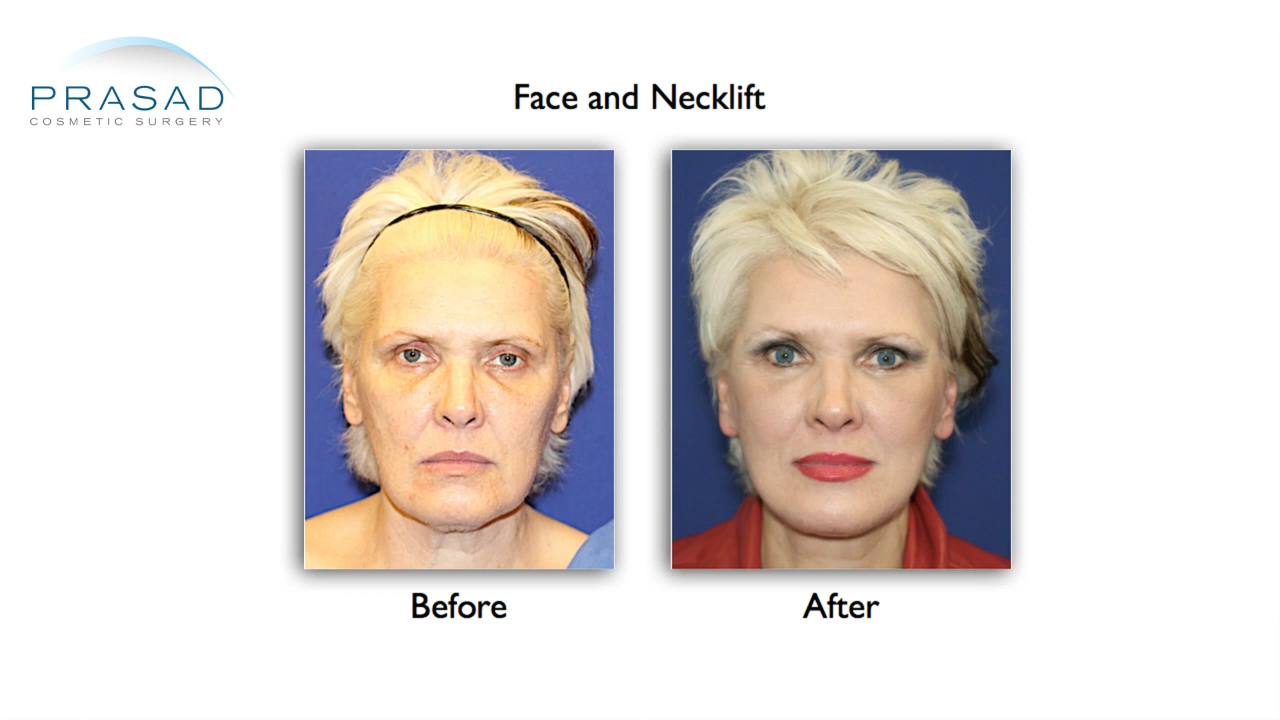 PRASAD
COSMETIC SURGERY
Face and Necklift
Before
After